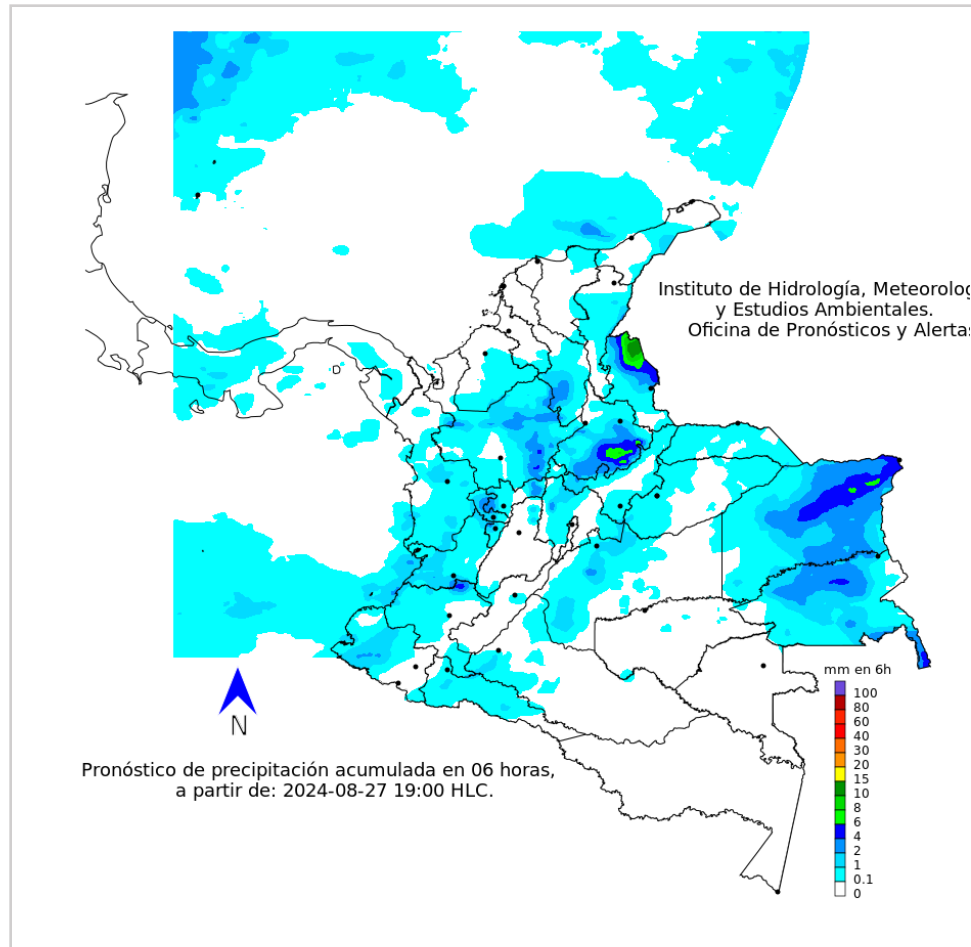 Instituto de Hidrología, Meteorolog
y Estudios Ambientales.
Oficina de Pronósticos y Alertas
mm en 6h
100
80
60
40
30
20
15
10
8
6
4
2
1
0.1
0
N
Pronóstico de precipitación acumulada en 06 horas,
a partir de: 2024-08-27 19:00 HLC.